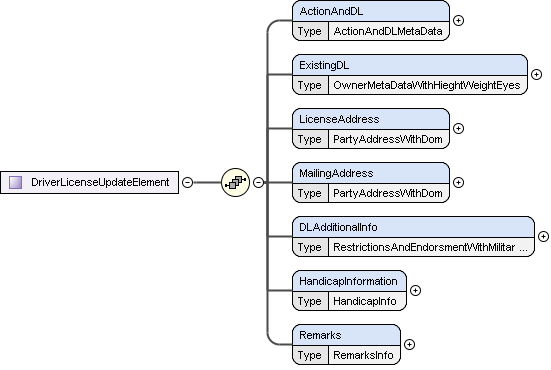 ActionAndDL
Type ActionAndDLMetaData
ExistingDL
Type OwnerMetaDataWithHieghtWeightEyes
LicenseAddress
Type PartyAddressWithDom
MailingAddress
Type PartyAddressWithDom
DriverLicenseUpdateElement
DLAdditionalInfo
Type RestrictionsAndEndorsmentWithMilitar ...
HandicapInformation
Type HandicapInfo
Remarks
Type RemarksInfo